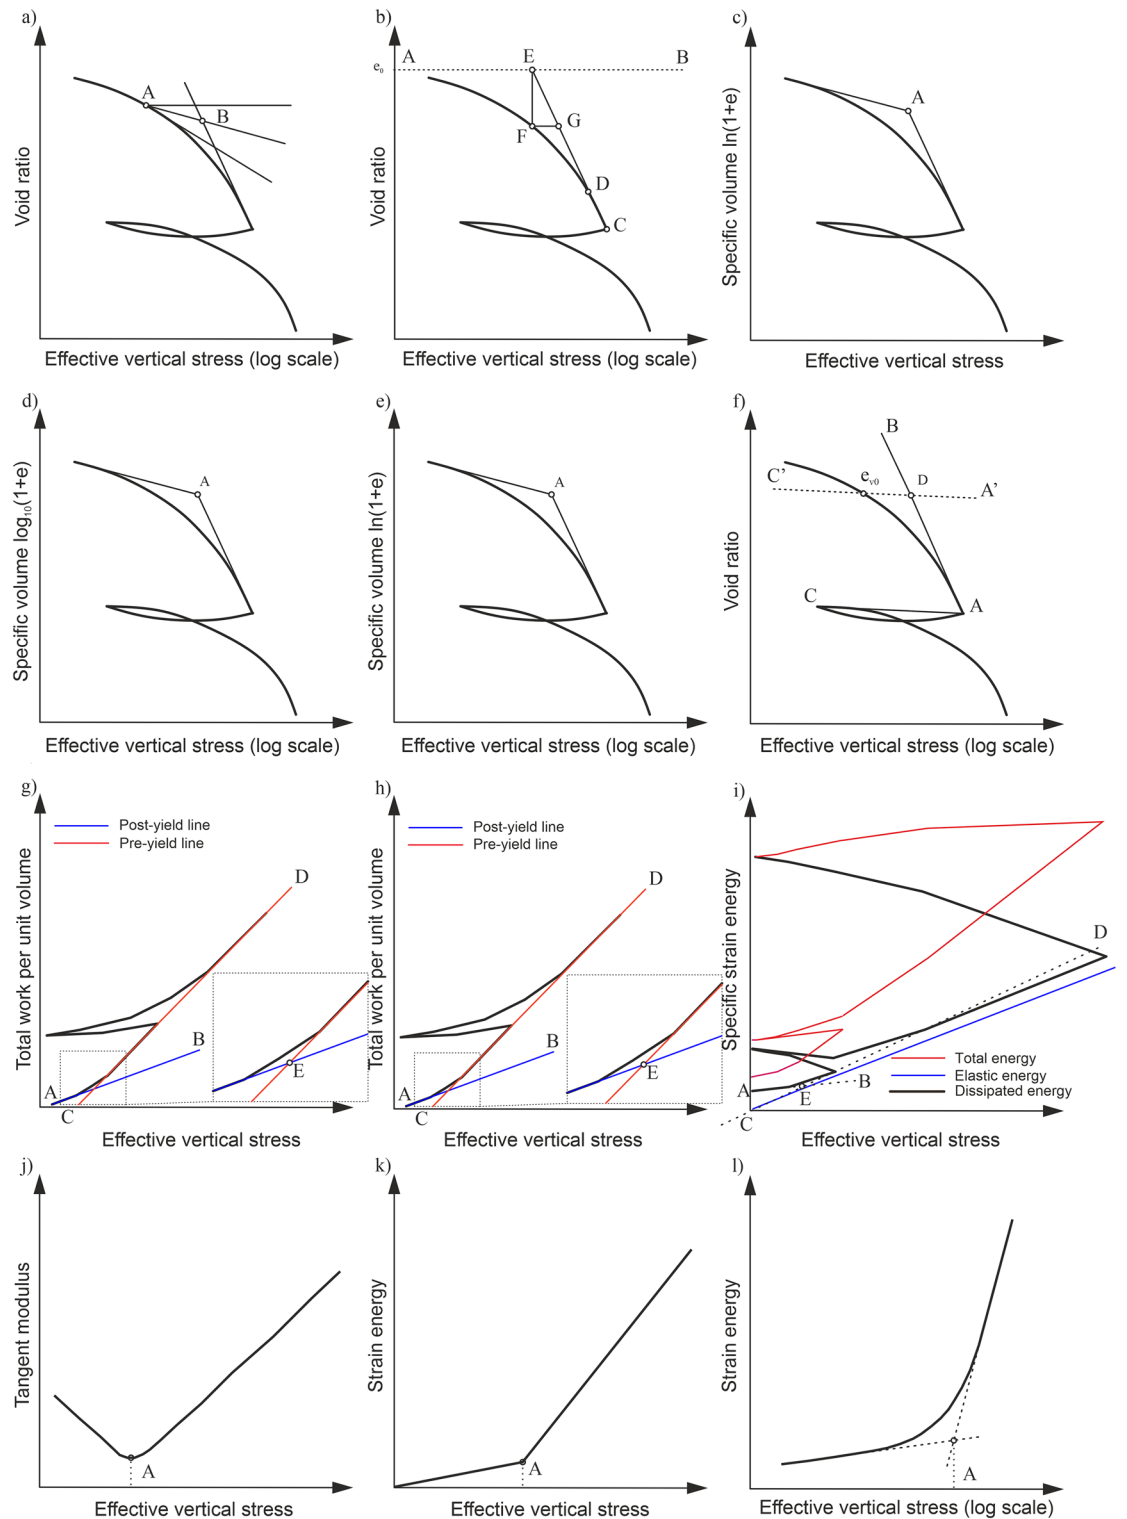 a)
A
B
Void ratio
Effective vertical stress (log scale)
b)
A
E
B
e₀
F
G
D
C
Void ratio
Effective vertical stress (log scale)
c)
A
Specific volume ln(1+e)
Effective vertical stress
d)
A
Specific volume log₁₀(1+e)
Effective vertical stress (log scale)
e)
A
Specific volume ln(1+e)
Effective vertical stress (log scale)
f)
B
C'
eᵥ₀
D
A'
C
A
Void ratio
Effective vertical stress (log scale)
g)
Post-yield line
Pre-yield line
D
B
E
A
C
Total work per unit volume
Effective vertical stress
h)
Post-yield line
Pre-yield line
D
B
E
A
C
Total work per unit volume
Effective vertical stress
i)
D
Total energy
Elastic energy
Dissipated energy
A
B
E
C
Specific strain energy
Effective vertical stress
j)
A
Tangent modulus
Effective vertical stress
k)
A
Strain energy
Effective vertical stress
l)
A
Strain energy
Effective vertical stress (log scale)